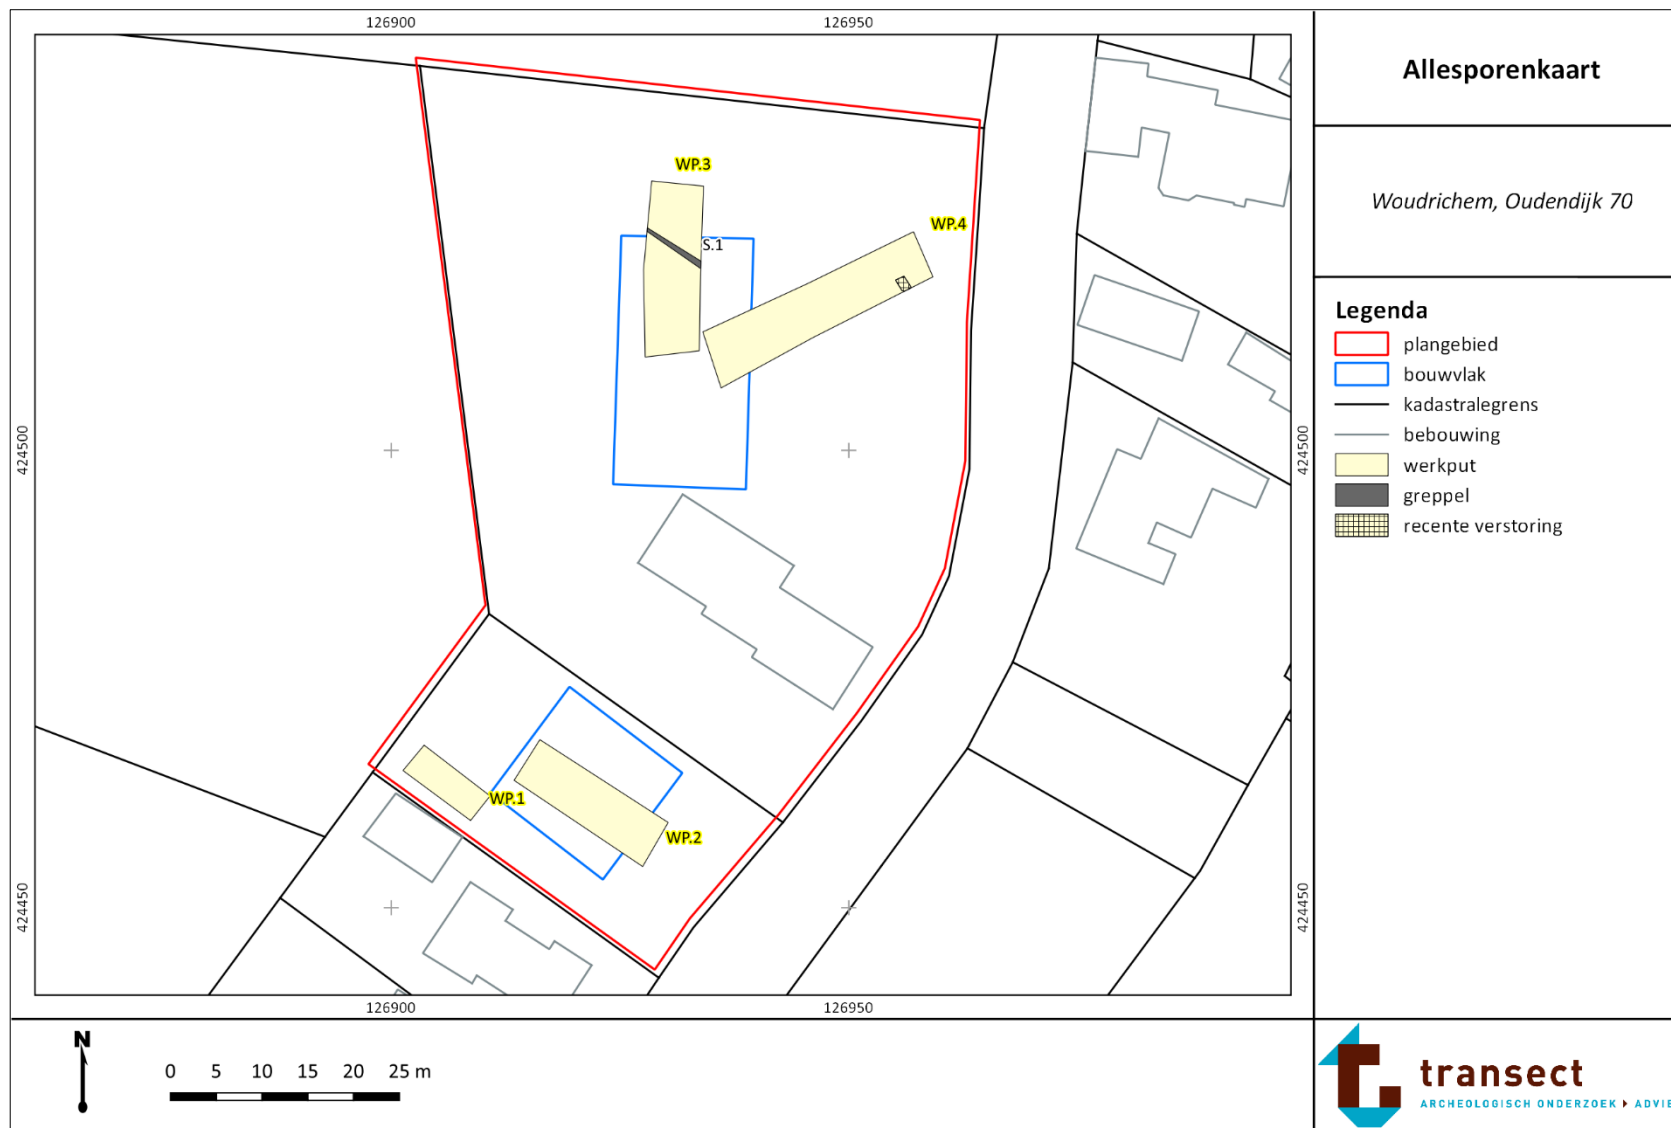 126900 126950
Allesporenkaart
WP.3
Woudrichem, Oudendijk 70
WP.4
S.1
Legenda
plangebied
bouwvlak
kadastralegrens
bebouwing
424500 424500
werkput
greppel
recente verstoring
WP.1
WP.2
424450 424450
126900 126950
N
0 5 10 15 20 25 m
transect
ARCHEOLOGISCH ONDERZOEK ADVIE